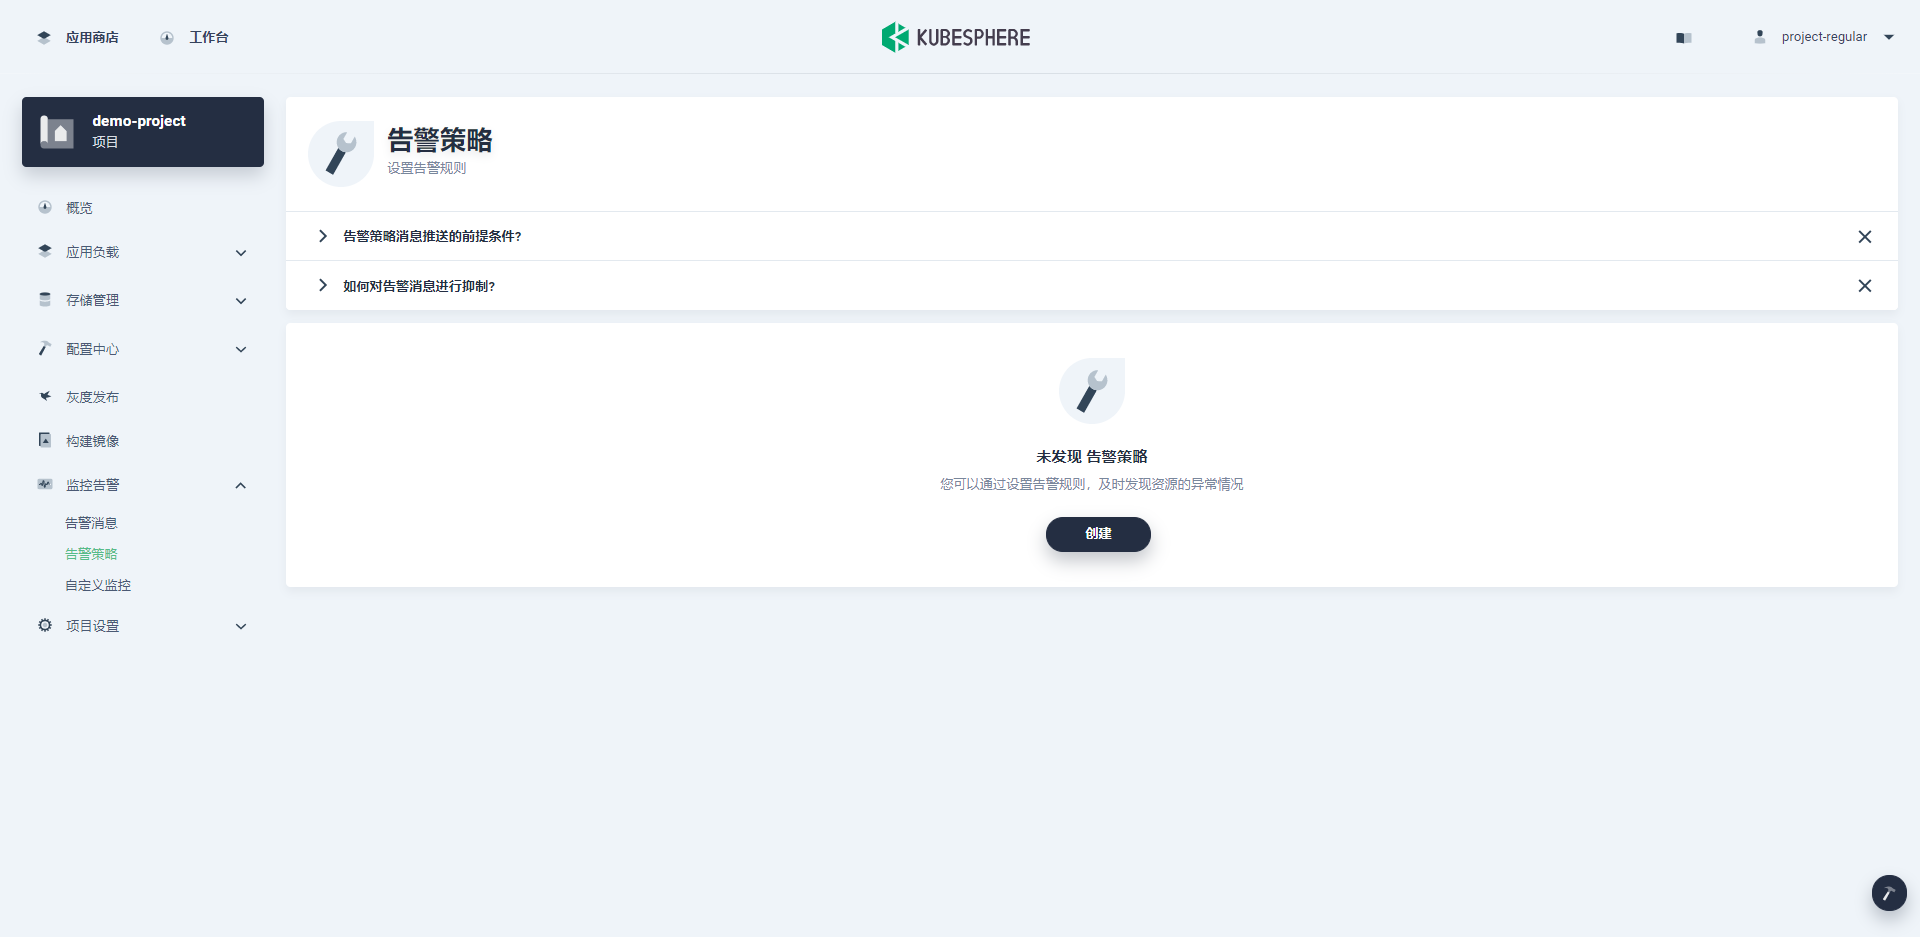 应用商店
工作台
KUBESPHERE
project-regular
demo-project
项目
概览
应用负载
存储管理
配置中心
灰度发布
构建镜像
监控告警
告警消息
告警策略
自定义监控
项目设置
告警策略
设置告警规则
告警策略消息推送的前提条件?
如何对告警消息进行抑制?
未发现 告警策略
您可以通过设置告警规则，及时发现资源的异常情况
创建